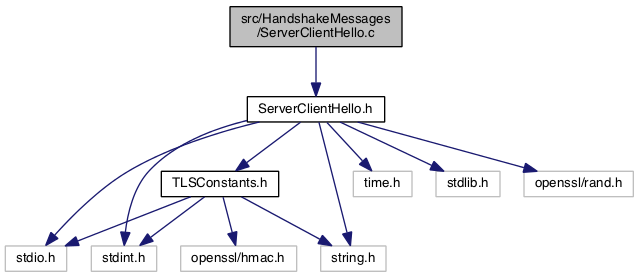 src/HandshakeMessages
/ServerClientHello.c
ServerClientHello.h
TLSConstants.h
time.h
stdlib.h
openssl/rand.h
stdio.h
stdint.h
openssl/hmac.h
string.h